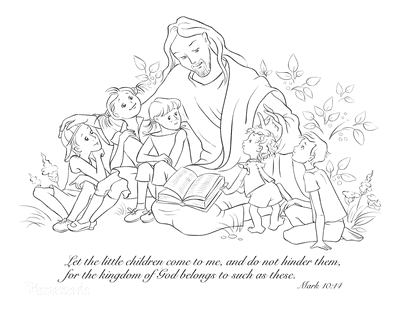 Let the little children come to me, and do not hinder them,
for the kingdom of God belongs to such as these.
Mark 10:14